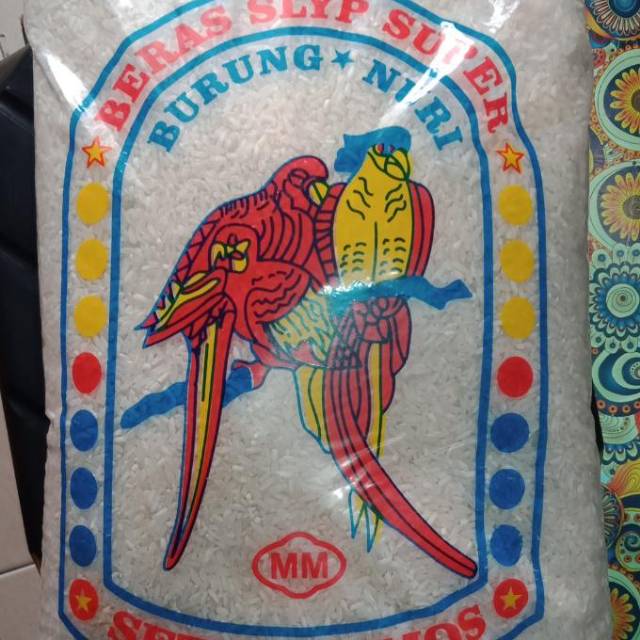 BERAS SLYP SUPER
BURUNG ★ NURI
MM